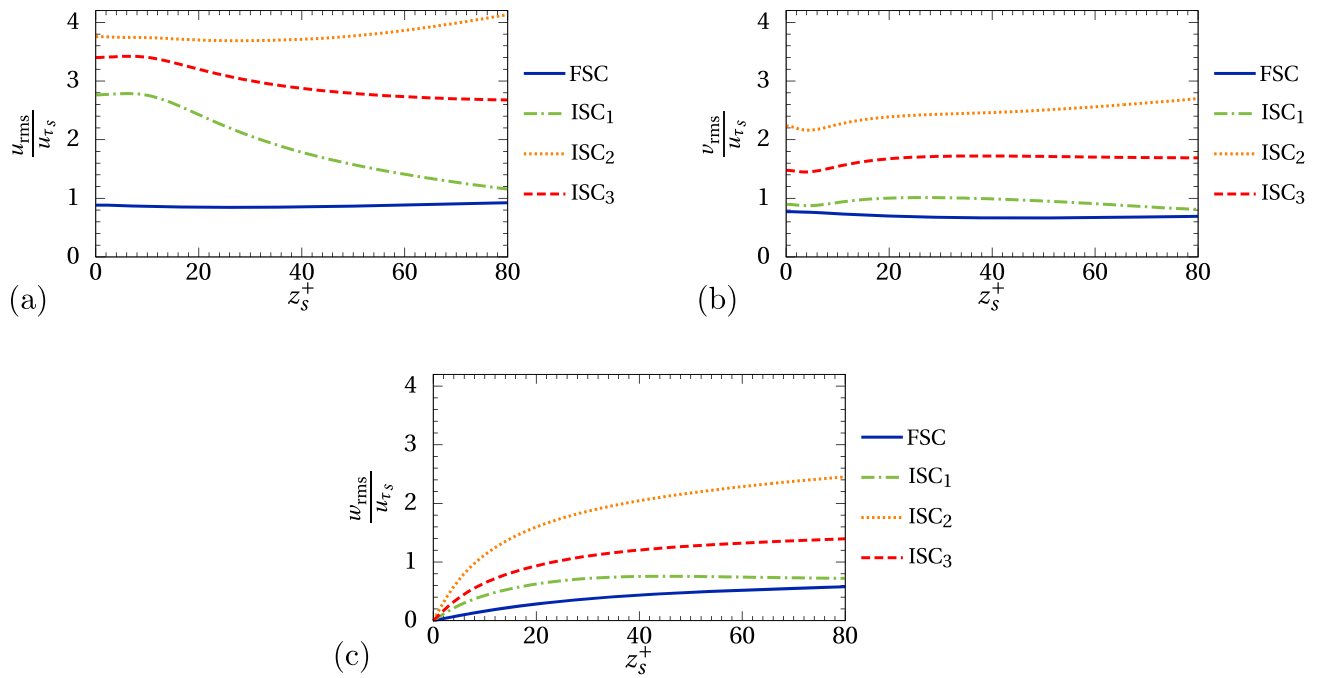 4
3
2
1
0
u_rms
u_τs
0 20 40 60 80
z_s^+
(a)
FSC
ISC1
ISC2
ISC3
4
3
2
1
0
v_rms
u_τs
0 20 40 60 80
z_s^+
(b)
FSC
ISC1
ISC2
ISC3
4
3
2
1
0
w_rms
u_τs
0 20 40 60 80
z_s^+
(c)
FSC
ISC1
ISC2
ISC3